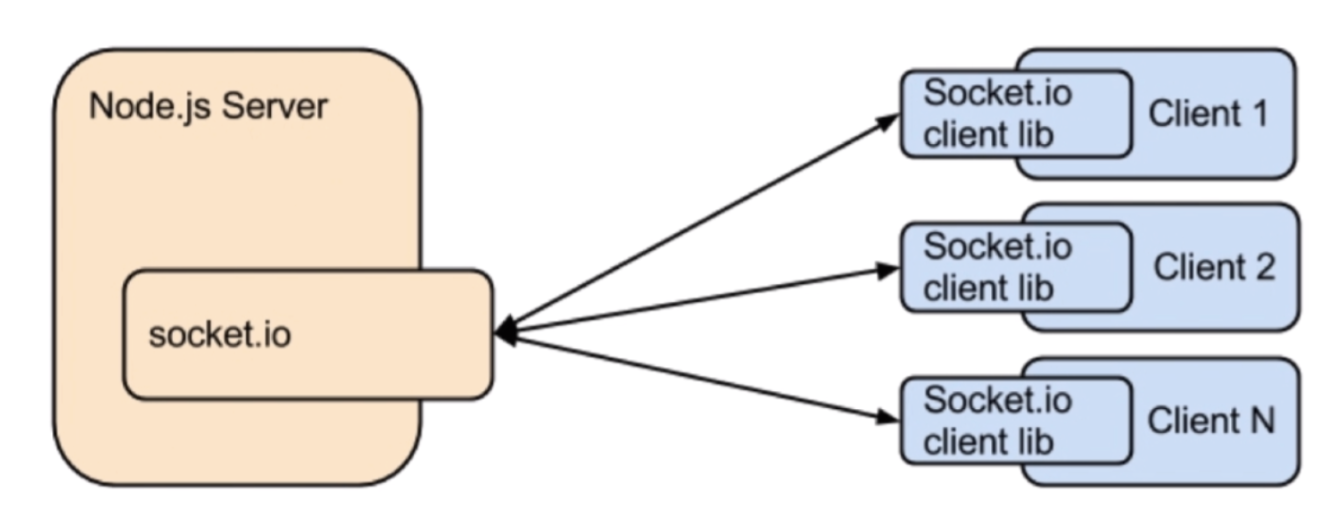 Node.js Server
socket.io
Socket.io
client lib
Client 1
Socket.io
client lib
Client 2
Socket.io
client lib
Client N